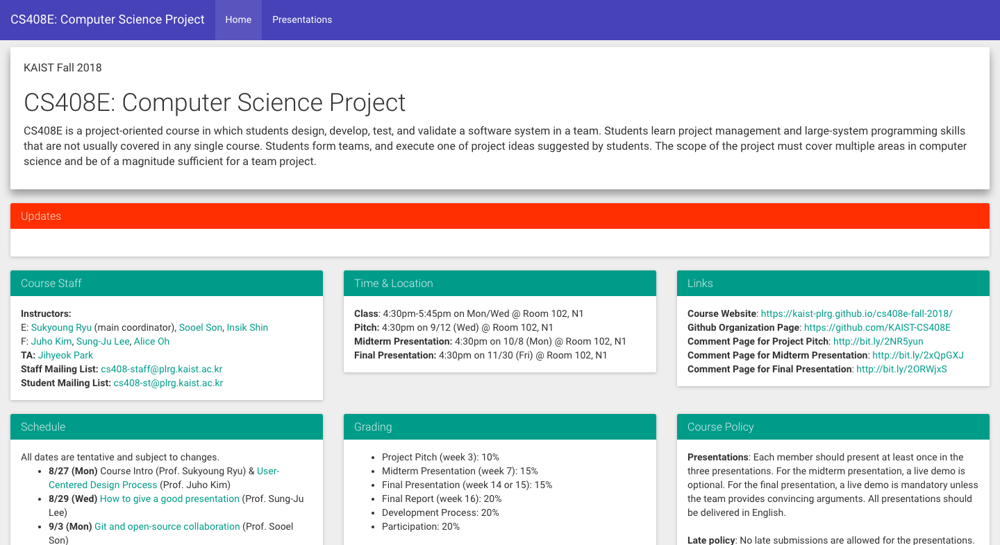 CS408E: Computer Science Project Home Presentations
KAIST Fall 2018
CS408E: Computer Science Project
CS408E is a project-oriented course in which students design, develop, test, and validate a software system in a team. Students learn project management and large-system programming skills
that are not usually covered in any single course. Students form teams, and execute one of project ideas suggested by students. The scope of the project must cover multiple areas in computer
science and be of a magnitude sufficient for a team project.
Updates
Course Staff
Instructors:
E: Sukyoung Ryu (main coordinator), Sooel Son, Insik Shin
F: Juho Kim, Sung-Ju Lee, Alice Oh
TA: Jihyeok Park
Staff Mailing List: cs408-staff@plrg.kaist.ac.kr
Student Mailing List: cs408-st@plrg.kaist.ac.kr
Time & Location
Class: 4:30pm-5:45pm on Mon/Wed @ Room 102, N1
Pitch: 4:30pm on 9/12 (Wed) @ Room 102, N1
Midterm Presentation: 4:30pm on 10/8 (Mon) @ Room 102, N1
Final Presentation: 4:30pm on 11/30 (Fri) @ Room 102, N1
Links
Course Website: https://kaist-plrg.github.io/cs408e-fall-2018/
Github Organization Page: https://github.com/KAIST-CS408E
Comment Page for Project Pitch: http://bit.ly/2NR5yun
Comment Page for Midterm Presentation: http://bit.ly/2xQpGXJ
Comment Page for Final Presentation: http://bit.ly/2ORWjxS
Schedule
All dates are tentative and subject to changes.
• 8/27 (Mon) Course Intro (Prof. Sukyoung Ryu) & User-
Centered Design Process (Prof. Juho Kim)
• 8/29 (Wed) How to give a good presentation (Prof. Sung-Ju
Lee)
• 9/3 (Mon) Git and open-source collaboration (Prof. Sooel
Son)
Grading
• Project Pitch (week 3): 10%
• Midterm Presentation (week 7): 15%
• Final Presentation (week 14 or 15): 15%
• Final Report (week 16): 20%
• Development Process: 20%
• Participation: 20%
Course Policy
Presentations: Each member should present at least once in the
three presentations. For the midterm presentation, a live demo is
optional. For the final presentation, a live demo is mandatory unless
the team provides convincing arguments. All presentations should
be delivered in English.
Late policy: No late submissions are allowed for the presentations.